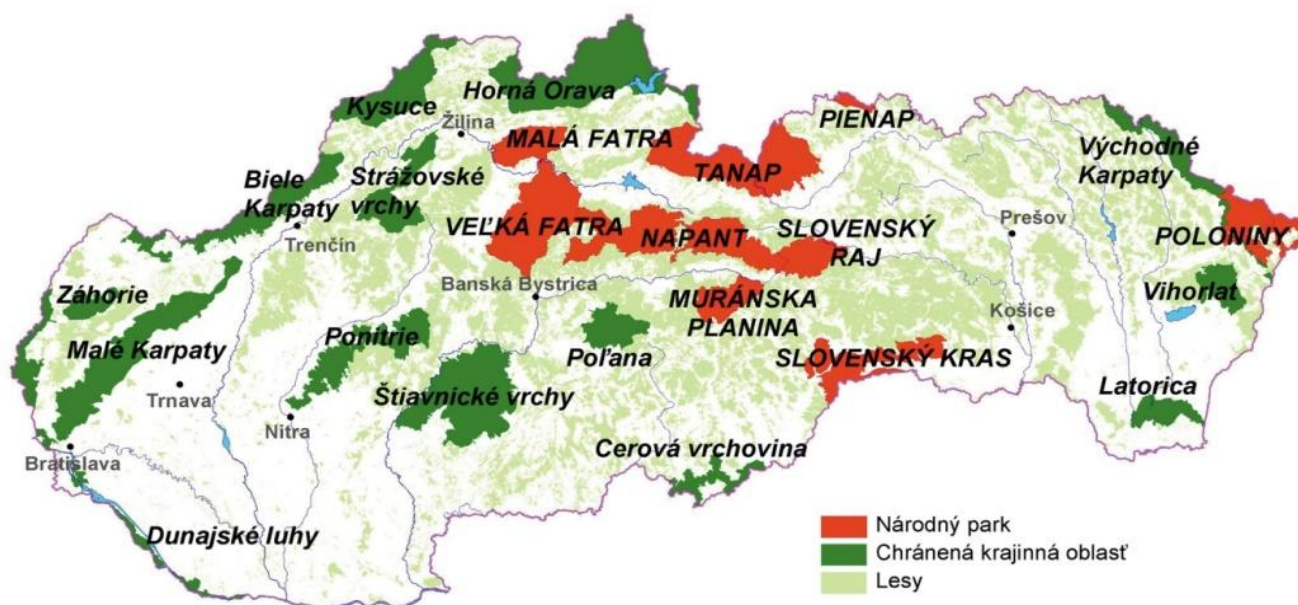 Horná Orava
Kysuce
Žilina
MALÁ FATRA
PIENAP
TANAP
Východné
Karpaty
Strážovské
vrchy
Biele
Karpaty
Trenčín
VEĽKÁ FATRA
NAPANT
SLOVENSKÝ
RAJ
Prešov
POLONINY
Banská Bystrica
Záhorie
MURÁNSKA
PLANINA
Vihorlat
Košice
Malé Karpaty
Ponitrie
Poľana
SLOVENSKÝ KRAS
Štiavnické vrchy
Trnava
Nitra
Latorica
Cerová vrchovina
Bratislava
Dunajské luhy
Národný park
Chránená krajinná oblasť
Lesy